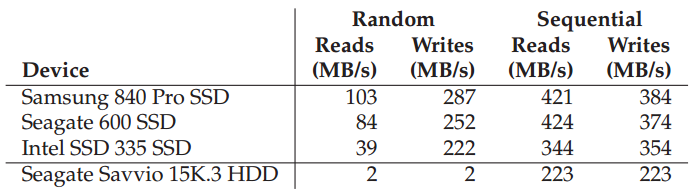 Random Sequential
Reads Writes Reads Writes
Device (MB/s) (MB/s) (MB/s) (MB/s)
Samsung 840 Pro SSD 103 287 421 384
Seagate 600 SSD 84 252 424 374
Intel SSD 335 SSD 39 222 344 354
Seagate Savvio 15K.3 HDD 2 2 223 223